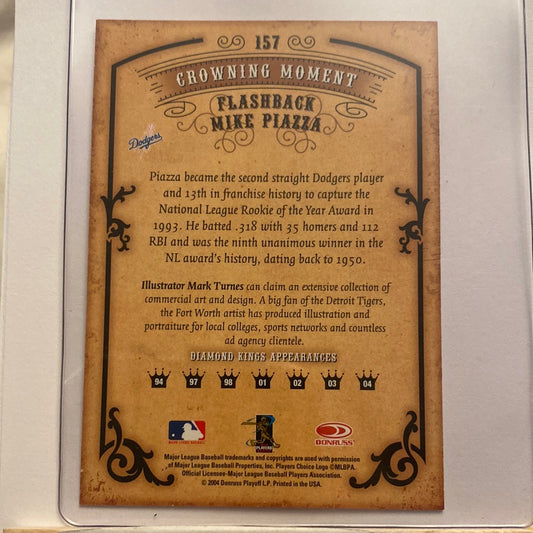 157
CROWNING MOMENT
FLASHBACK
MIKE PIAZZA
Dodgers
Piazza became the second straight Dodgers player
and 13th in franchise history to capture the
National League Rookie of the Year Award in
1993. He batted .318 with 35 homers and 112
RBI and was the ninth unanimous winner in the
NL award's history, dating back to 1950.
Illustrator Mark Turnes can claim an extensive collection of
commercial art and design. A big fan of the Detroit Tigers,
the Fort Worth artist has produced illustration and
portraiture for local colleges, sports networks and countless
ad agency clientele.
DIAMOND KINGS APPEARANCES
94 97 98 01 02 03 04
MAJOR LEAGUE BASEBALL
PLAYERS
DONRUSS
Major League Baseball trademarks and copyrights are used with permission
of Major League Baseball Properties, Inc. Players Choice Logo ©MLBPA.
Official Licensee-Major League Baseball Players Association.
© 2004 Donruss Playoff L.P. Printed in the USA.